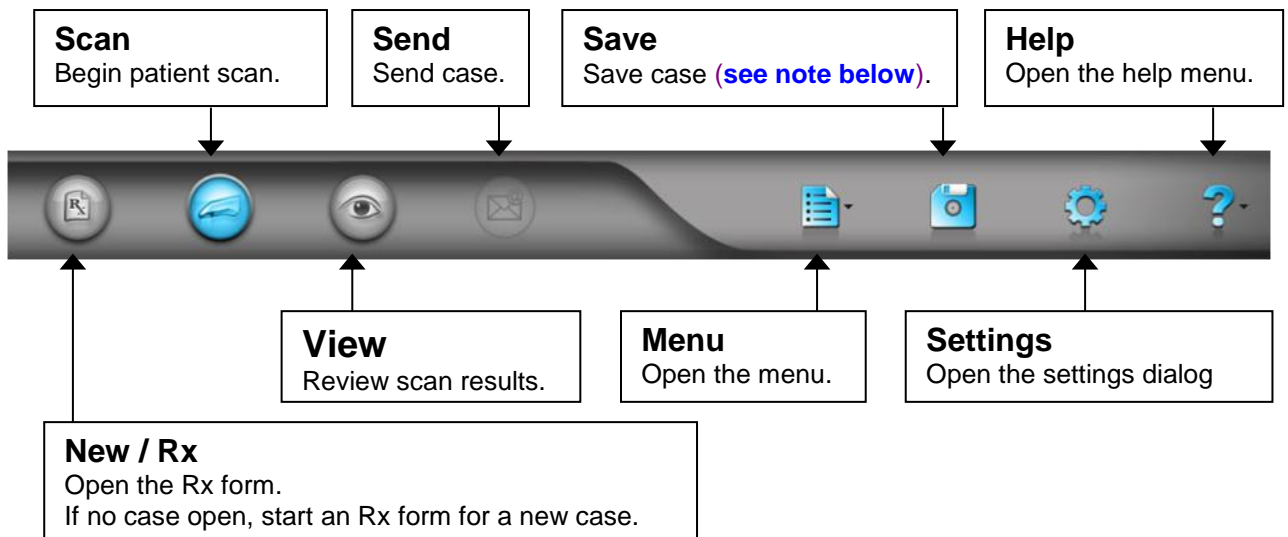 Scan
Begin patient scan.
Send
Send case.
Save
Save case (see note below).
Help
Open the help menu.
Rx
?
View
Review scan results.
Menu
Open the menu.
Settings
Open the settings dialog
New / Rx
Open the Rx form.
If no case open, start an Rx form for a new case.